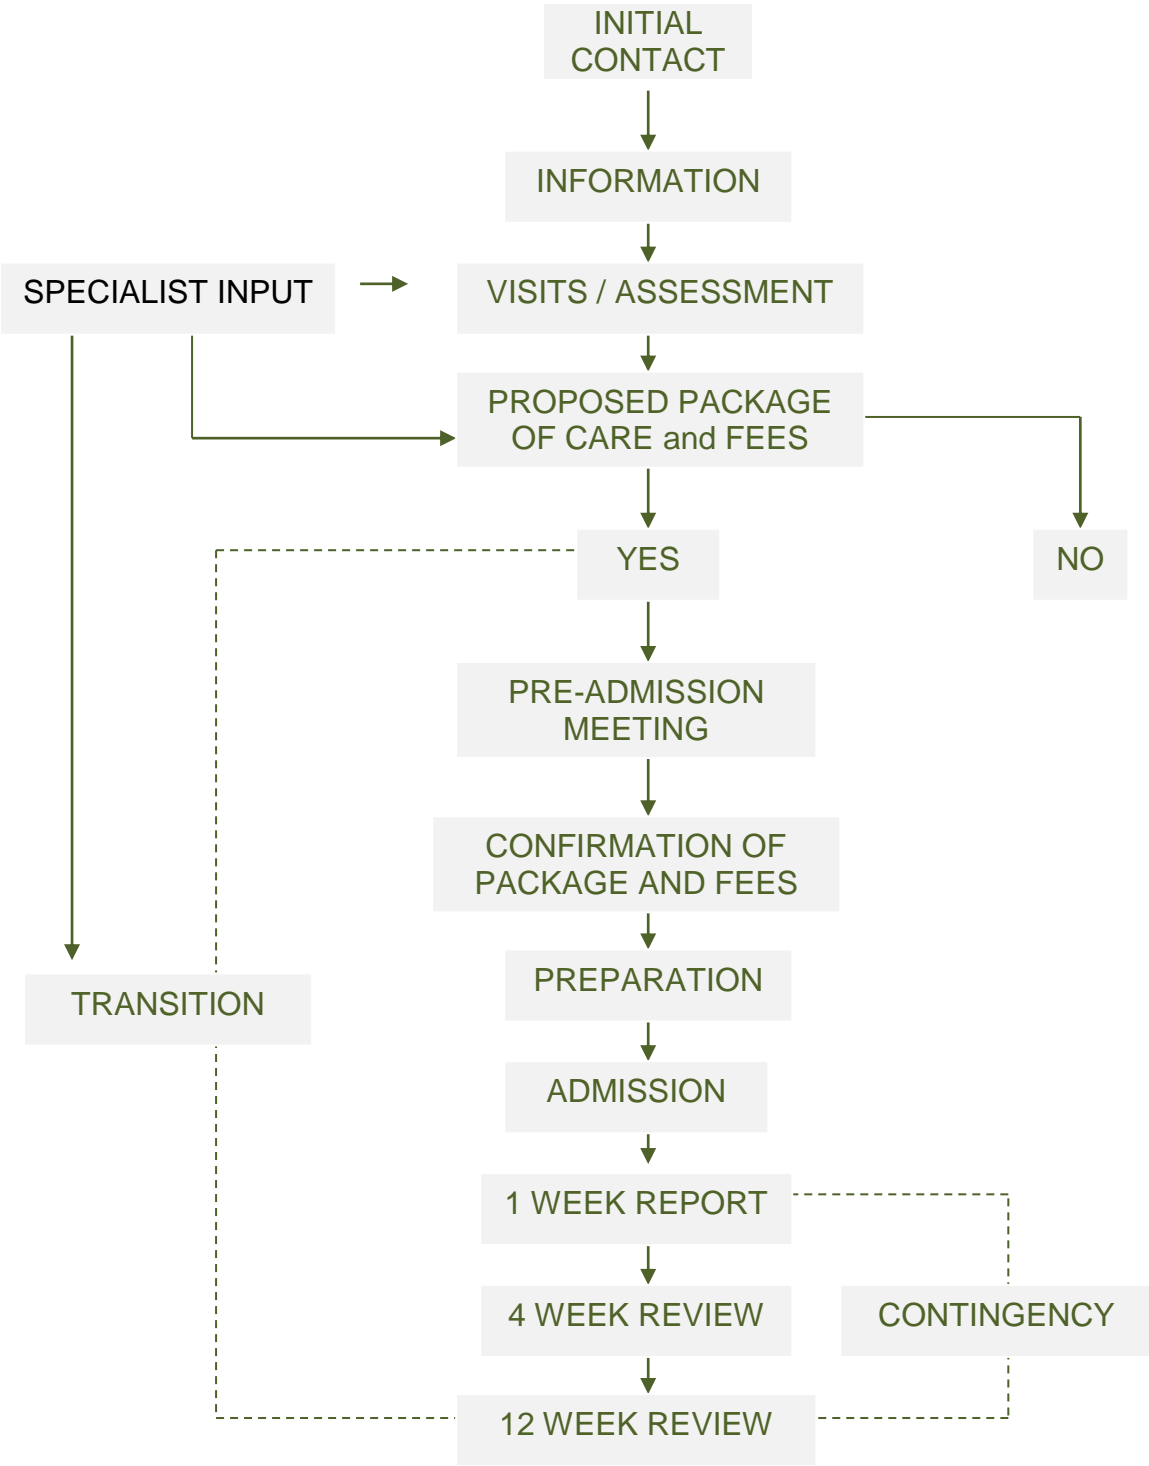 INITIAL
CONTACT
INFORMATION
SPECIALIST INPUT
VISITS / ASSESSMENT
PROPOSED PACKAGE
OF CARE and FEES
YES
NO
PRE-ADMISSION
MEETING
CONFIRMATION OF
PACKAGE AND FEES
PREPARATION
TRANSITION
ADMISSION
1 WEEK REPORT
4 WEEK REVIEW
CONTINGENCY
12 WEEK REVIEW